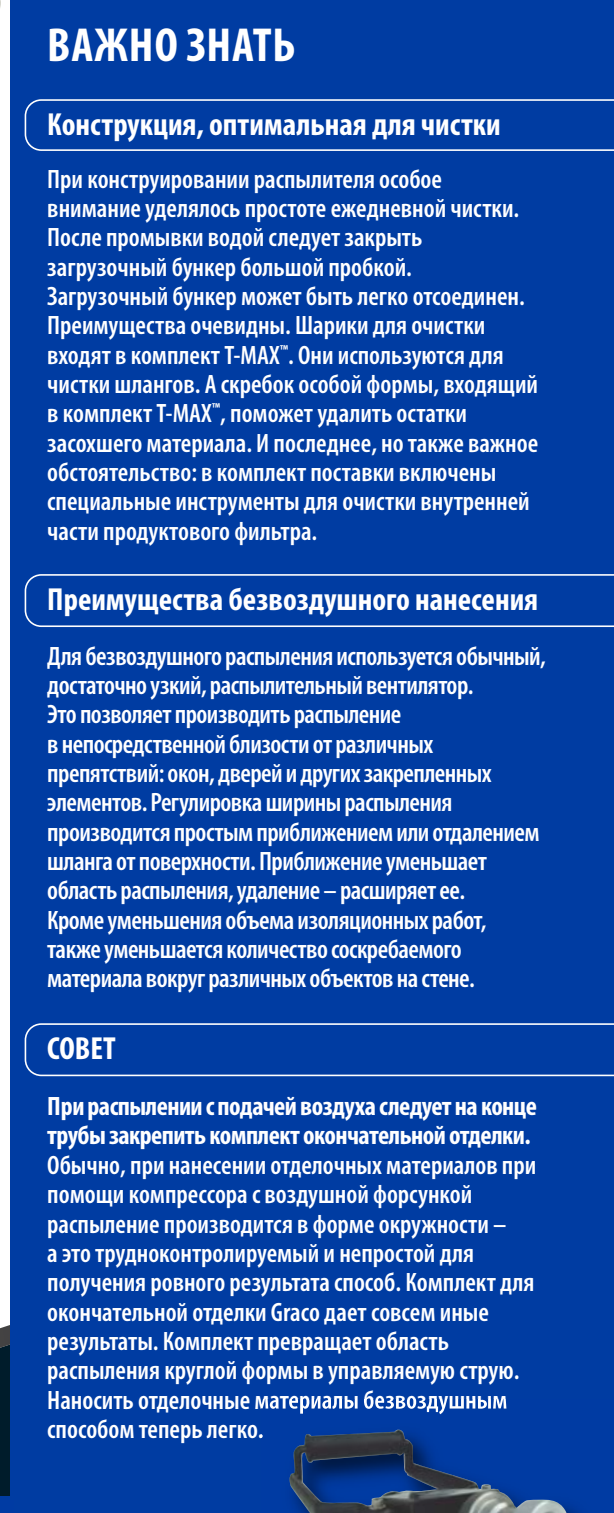 ВАЖНО ЗНАТЬ
Конструкция, оптимальная для чистки
При конструировании распылителя особое
внимание уделялось простоте ежедневной чистки.
После промывки водой следует закрыть
загрузочный бункер большой пробкой.
Загрузочный бункер может быть легко отсоединен.
Преимущества очевидны. Шарики для очистки
входят в комплект T-MAX™. Они используются для
чистки шлангов. А скребок особой формы, входящий
в комплект T-MAX™, поможет удалить остатки
засохшего материала. И последнее, но также важное
обстоятельство: в комплект поставки включены
специальные инструменты для очистки внутренней
части продуктового фильтра.
Преимущества безвоздушного нанесения
Для безвоздушного распыления используется обычный,
достаточно узкий, распылительный вентилятор.
Это позволяет производить распыление
в непосредственной близости от различных
препятствий: окон, дверей и других закрепленных
элементов. Регулировка ширины распыления
производится простым приближением или отдалением
шланга от поверхности. Приближение уменьшает
область распыления, удаление – расширяет ее.
Кроме уменьшения объема изоляционных работ,
также уменьшается количество соскребаемого
материала вокруг различных объектов на стене.
СОВЕТ
При распылении с подачей воздуха следует на конце
трубы закрепить комплект окончательной отделки.
Обычно, при нанесении отделочных материалов при
помощи компрессора с воздушной форсункой
распыление производится в форме окружности –
а это трудноконтролируемый и непростой для
получения ровного результата способ. Комплект для
окончательной отделки Graco дает совсем иные
результаты. Комплект превращает область
распыления круглой формы в управляемую струю.
Наносить отделочные материалы безвоздушным
способом теперь легко.